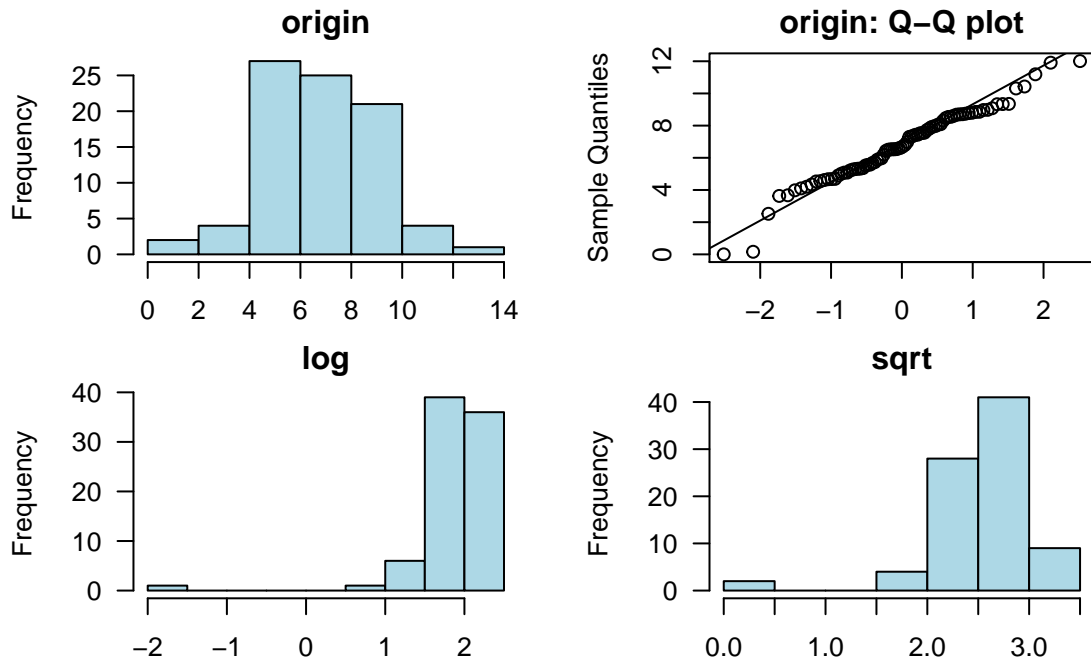 origin
Frequency
0 5 10 15 20 25
0 2 4 6 8 10 14
origin: Q−Q plot
Sample Quantiles
0 4 8 12
−2 −1 0 1 2
log
Frequency
0 10 20 30 40
−2 −1 0 1 2
sqrt
Frequency
0 10 20 30 40
0.0 1.0 2.0 3.0